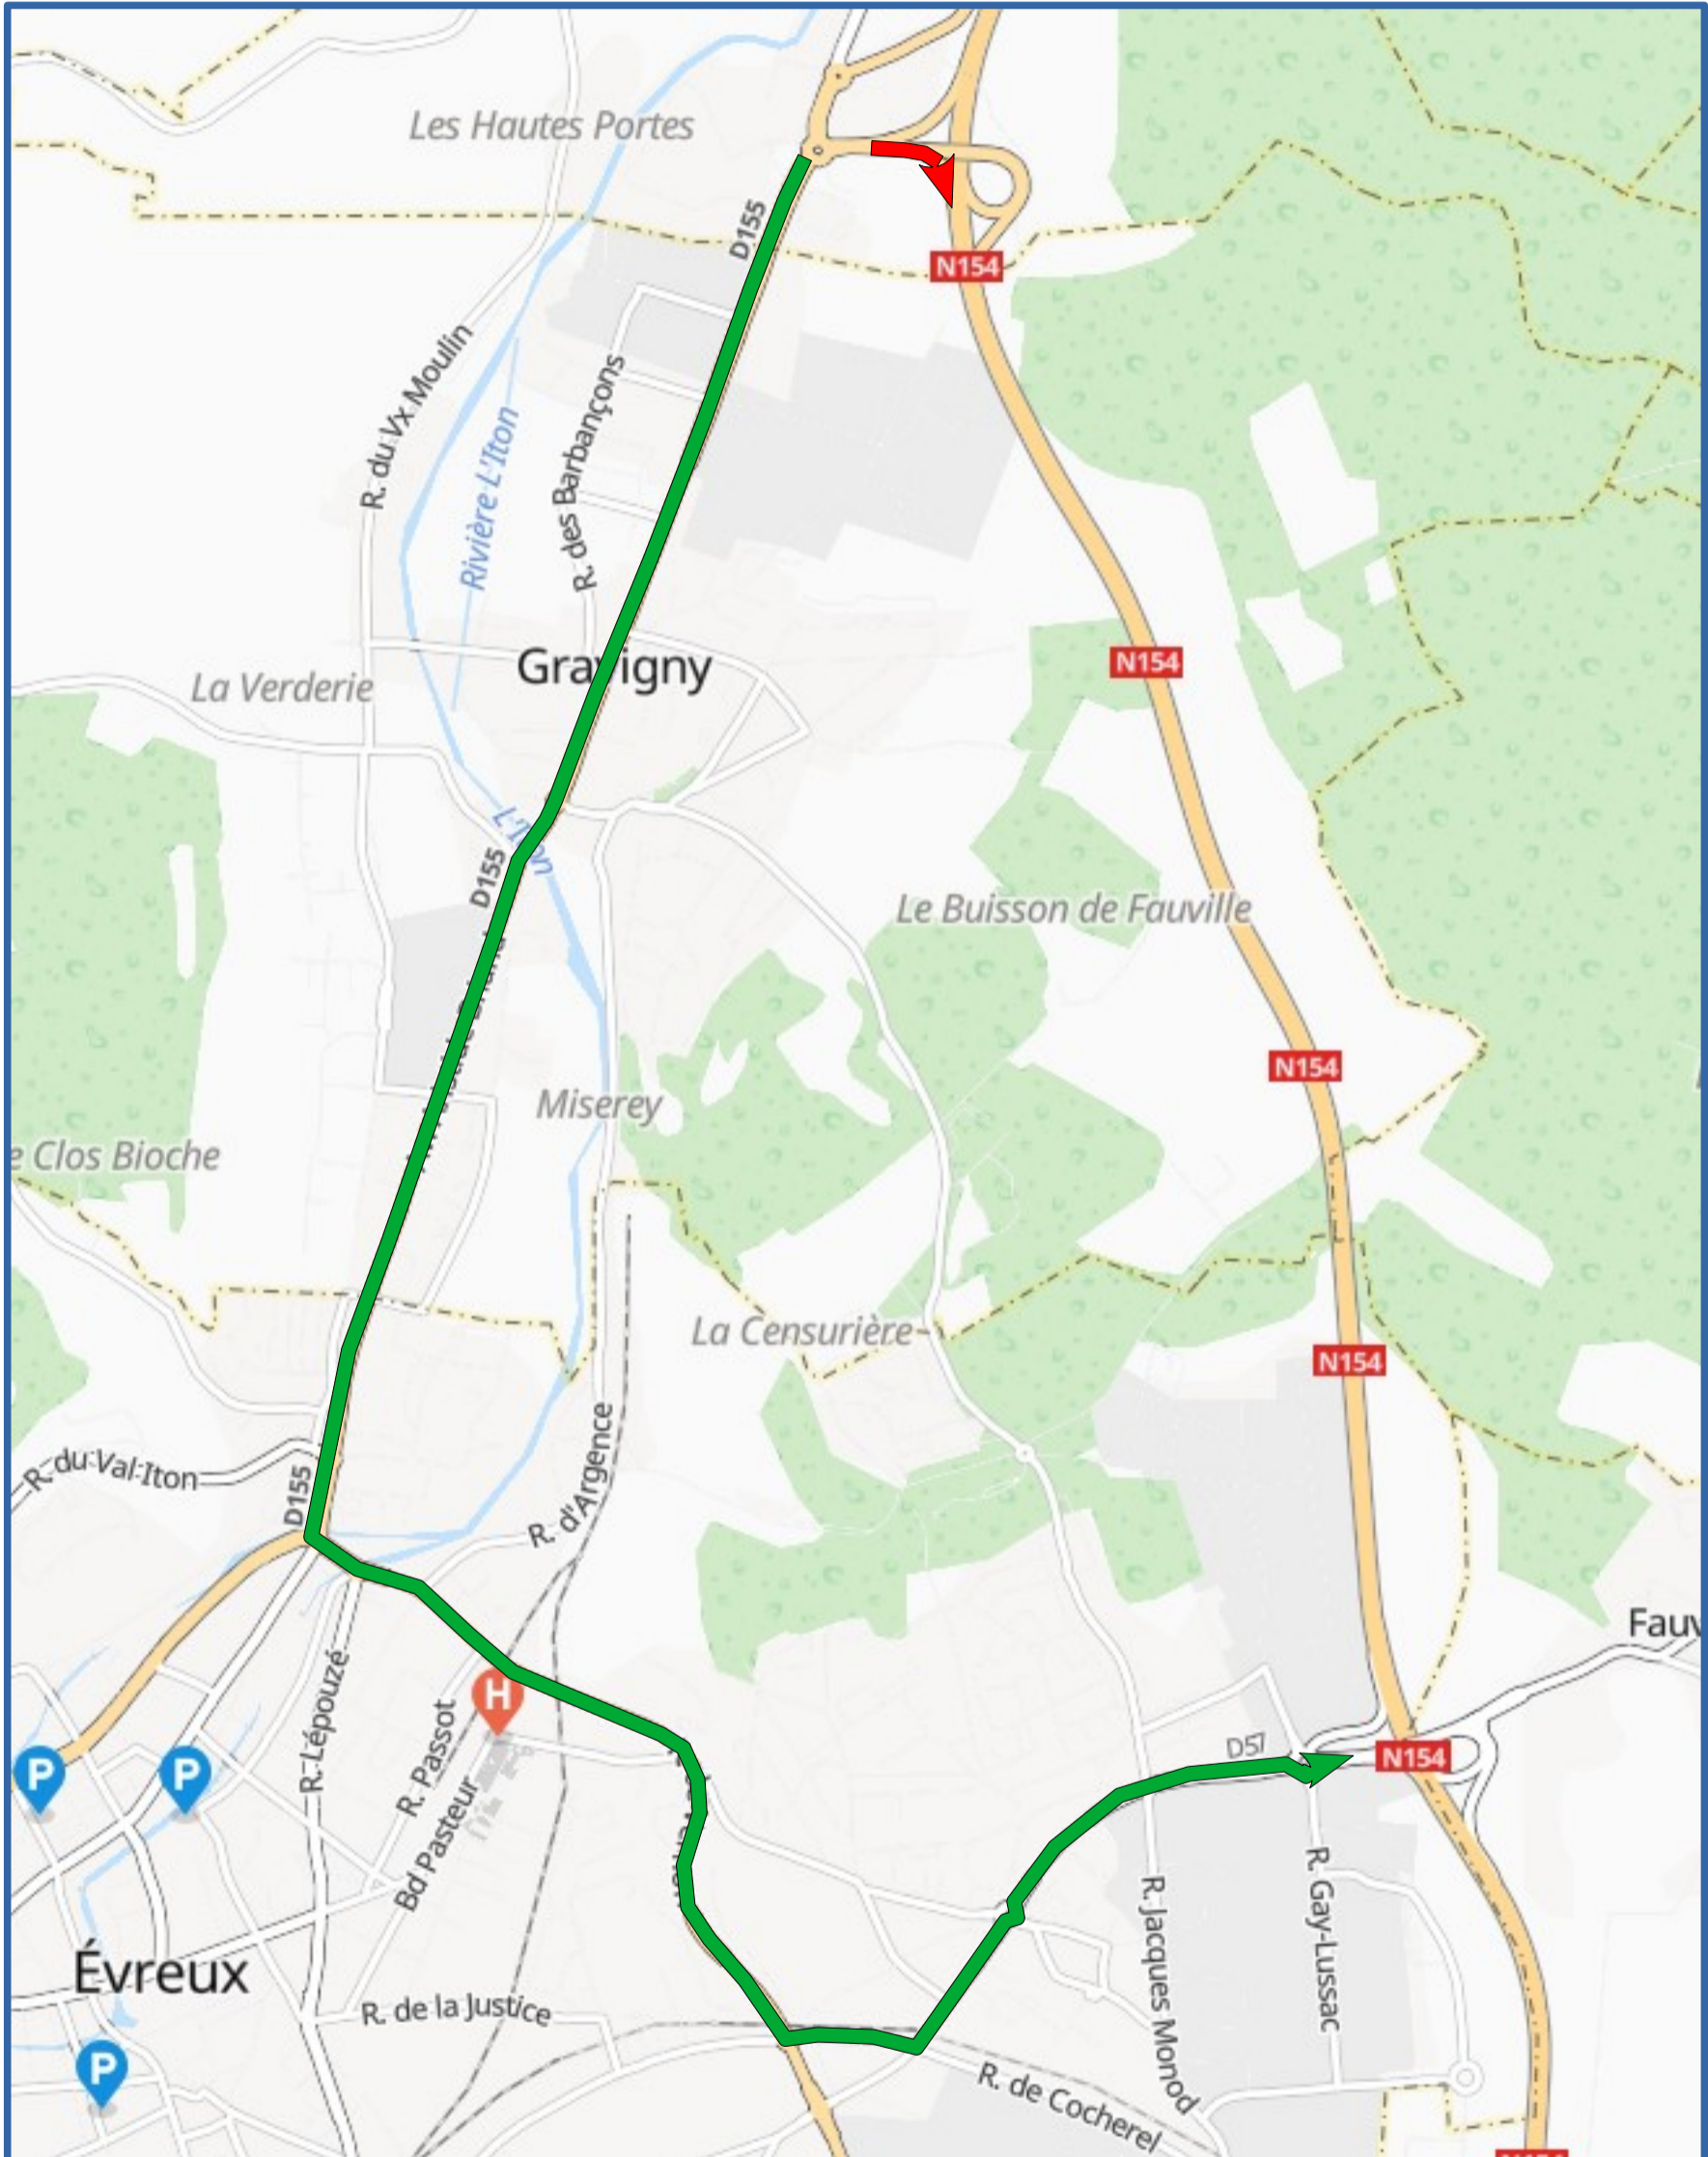 Les Hautes Portes
D155
N154
R. du Vx Moulin
Rivière L'Iton
R. des Barbançons
Gravigny
N154
La Verderie
L'Iton
D155
Le Buisson de Fauville
N154
Miserey
e Clos Bioche
La Censurière
N154
R. du Val Iton
D155
R. d'Argence
Fauv
H
R. Lépouzé
R. Passot
D57
N154
P
P
Bd Pasteur
R. Gay-Lussac
R. Jacques Monod
Évreux
R. de la Justice
P
R. de Cocherel